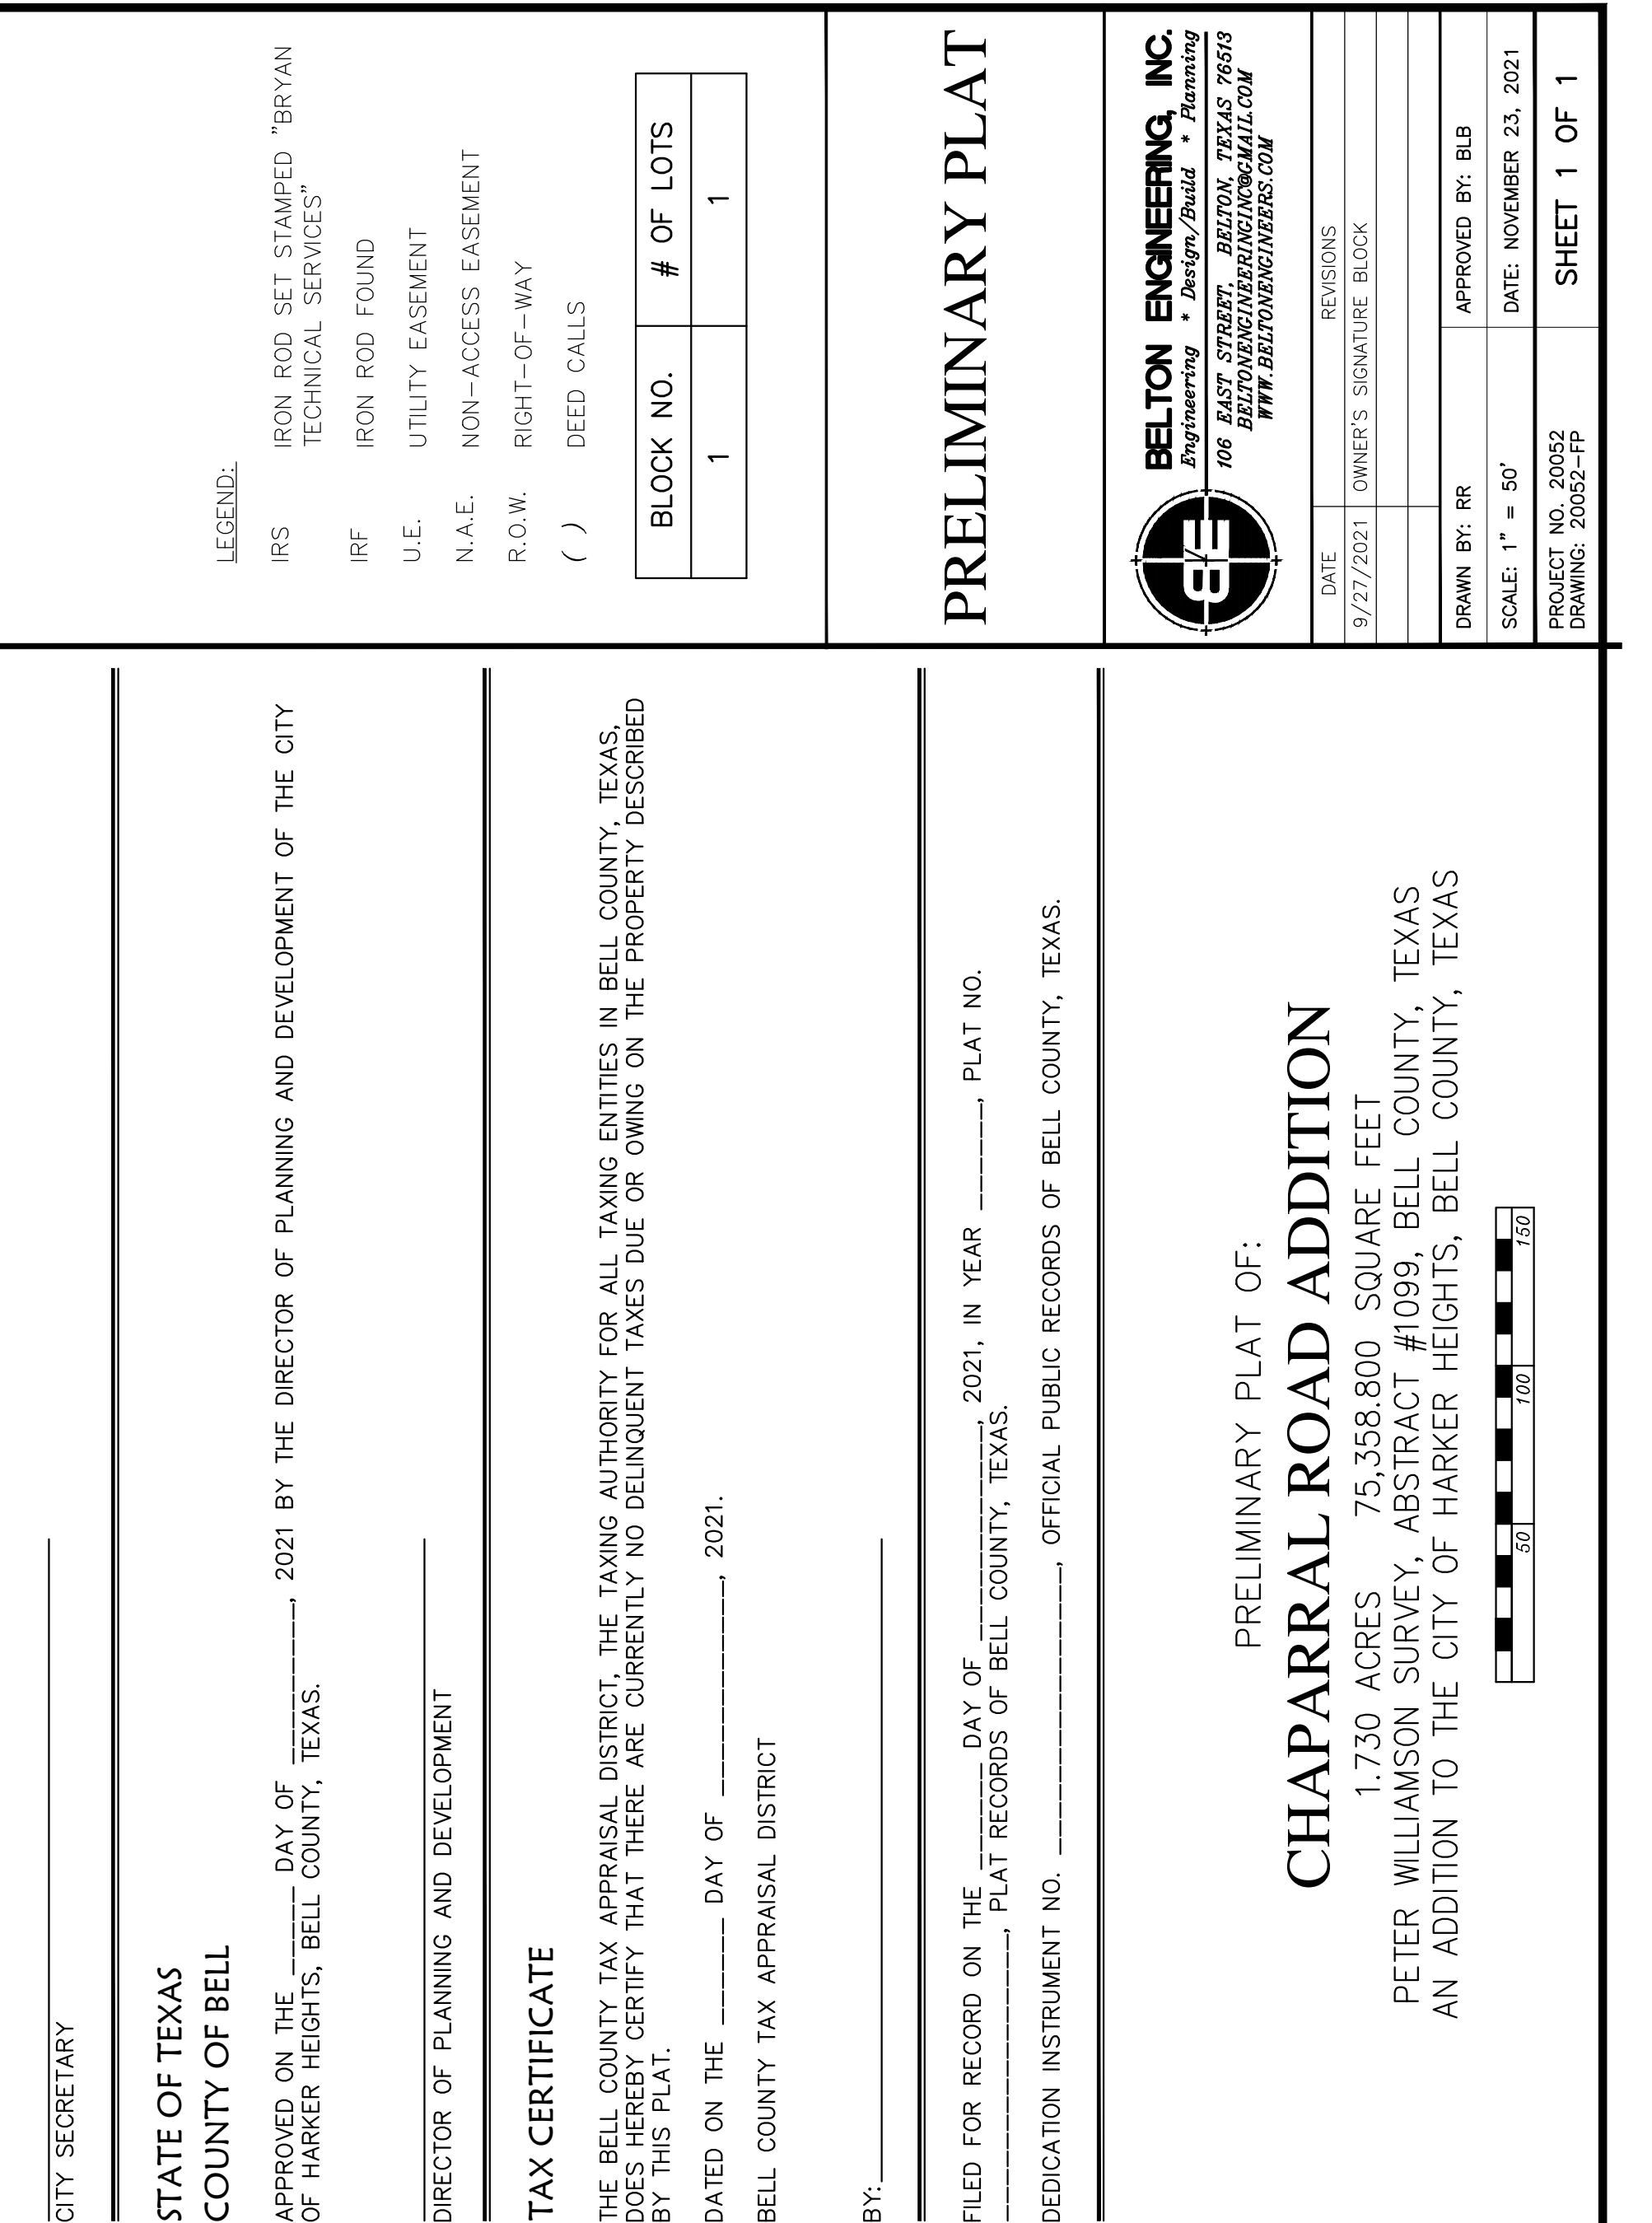 CITY SECRETARY
STATE OF TEXAS
COUNTY OF BELL
APPROVED ON THE ______ DAY OF __________, 2021 BY THE DIRECTOR OF PLANNING AND DEVELOPMENT OF THE CITY
OF HARKER HEIGHTS, BELL COUNTY, TEXAS.
DIRECTOR OF PLANNING AND DEVELOPMENT
TAX CERTIFICATE
THE BELL COUNTY TAX APPRAISAL DISTRICT, THE TAXING AUTHORITY FOR ALL TAXING ENTITIES IN BELL COUNTY, TEXAS,
DOES HEREBY CERTIFY THAT THERE ARE CURRENTLY NO DELINQUENT TAXES DUE OR OWING ON THE PROPERTY DESCRIBED
BY THIS PLAT.
DATED ON THE _______ DAY OF ______________, 2021.
BELL COUNTY TAX APPRAISAL DISTRICT
BY:
FILED FOR RECORD ON THE _______ DAY OF ______________, 2021, IN YEAR _______, PLAT NO.
______________, PLAT RECORDS OF BELL COUNTY, TEXAS.
DEDICATION INSTRUMENT NO. ________________, OFFICIAL PUBLIC RECORDS OF BELL COUNTY, TEXAS.
PRELIMINARY PLAT OF:
CHAPARRAL ROAD ADDITION
1.730 ACRES 75,358.800 SQUARE FEET
PETER WILLIAMSON SURVEY, ABSTRACT #1099, BELL COUNTY, TEXAS
AN ADDITION TO THE CITY OF HARKER HEIGHTS, BELL COUNTY, TEXAS
50 100 150
LEGEND:
IRS IRON ROD SET STAMPED "BRYAN
TECHNICAL SERVICES"
IRF IRON ROD FOUND
U.E. UTILITY EASEMENT
N.A.E. NON-ACCESS EASEMENT
R.O.W. RIGHT-OF-WAY
( ) DEED CALLS
BLOCK NO. # OF LOTS
1 1
PRELIMINARY PLAT
BELTON ENGINEERING, INC.
Engineering * Design/Build * Planning
106 EAST STREET, BELTON, TEXAS 76513
BELTONENGINEERINGINC@GMAIL.COM
WWW.BELTONENGINEERS.COM
DATE REVISIONS
9/27/2021 OWNER'S SIGNATURE BLOCK
DRAWN BY: RR APPROVED BY: BLB
SCALE: 1" = 50' DATE: NOVEMBER 23, 2021
PROJECT NO. 20052
DRAWING: 20052-FP
SHEET 1 OF 1